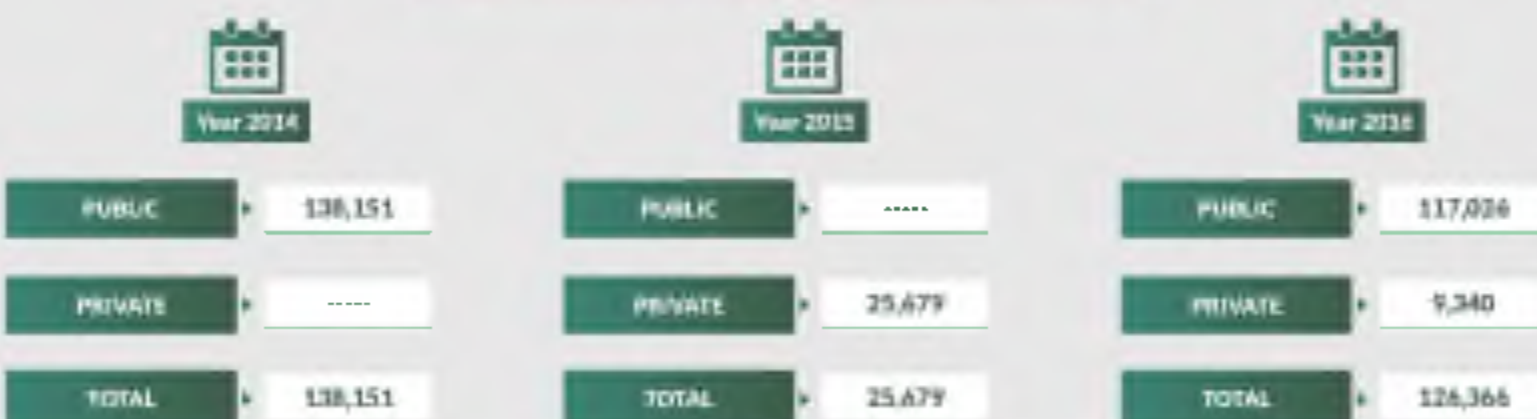 Year 2014
Year 2015
Year 2016
PUBLIC 138,151
PUBLIC -----
PUBLIC 117,026
PRIVATE -----
PRIVATE 25,679
PRIVATE 9,340
TOTAL 138,151
TOTAL 25,679
TOTAL 126,366